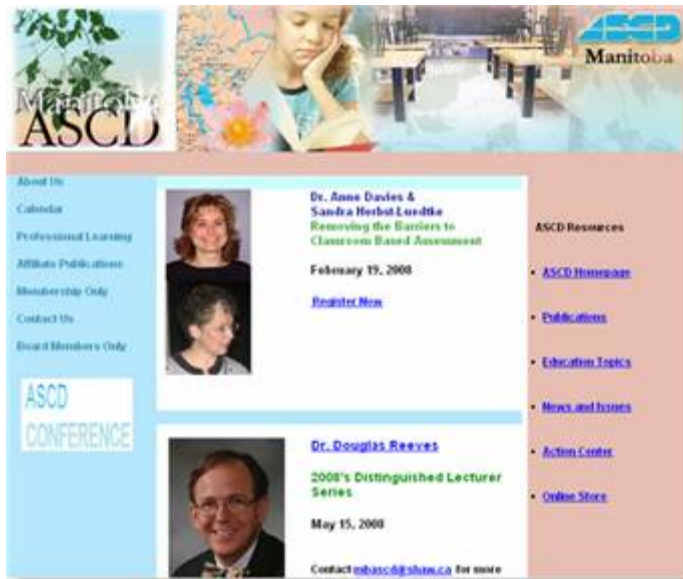 Manitoba
ASCD
ASCD
Manitoba
About Us
Calendar
Professional Learning
Affiliate Publications
Membership Only
Contact Us
Board Members Only
ASCD
CONFERENCE
Dr. Anne Davies &
Sandra Herbst-Luedtke
Removing the Barriers to
Classroom Based Assessment
February 19, 2008
Register Now
Dr. Douglas Reeves
2008's Distinguished Lecturer
Series
May 15, 2008
Contact mbascd@shaw.ca for more
ASCD Resources
• ASCD Homepage
• Publications
• Education Topics
• News and Issues
• Action Center
• Online Store